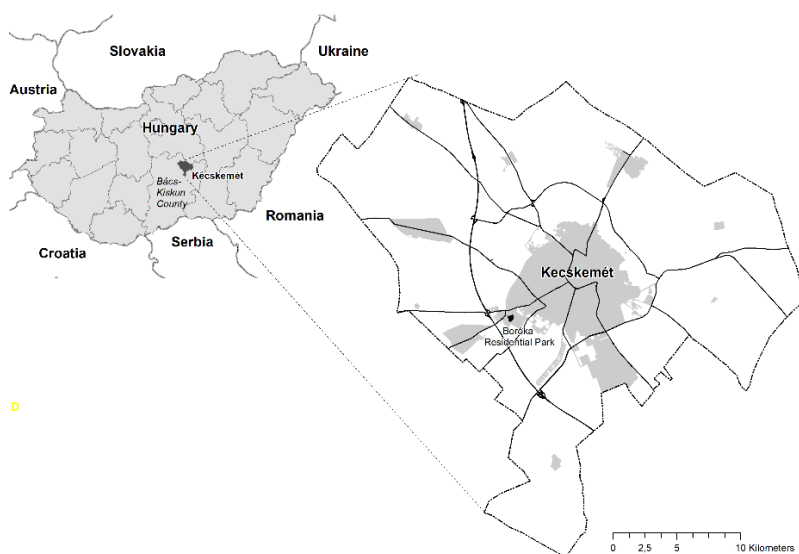 Slovakia
Ukraine
Austria
Hungary
Kecskemét
Bács-
Kiskun
County
Romania
Serbia
Croatia
Kecskemét
Boróka
Residential Park
D
0 2,5 5 10 Kilometers